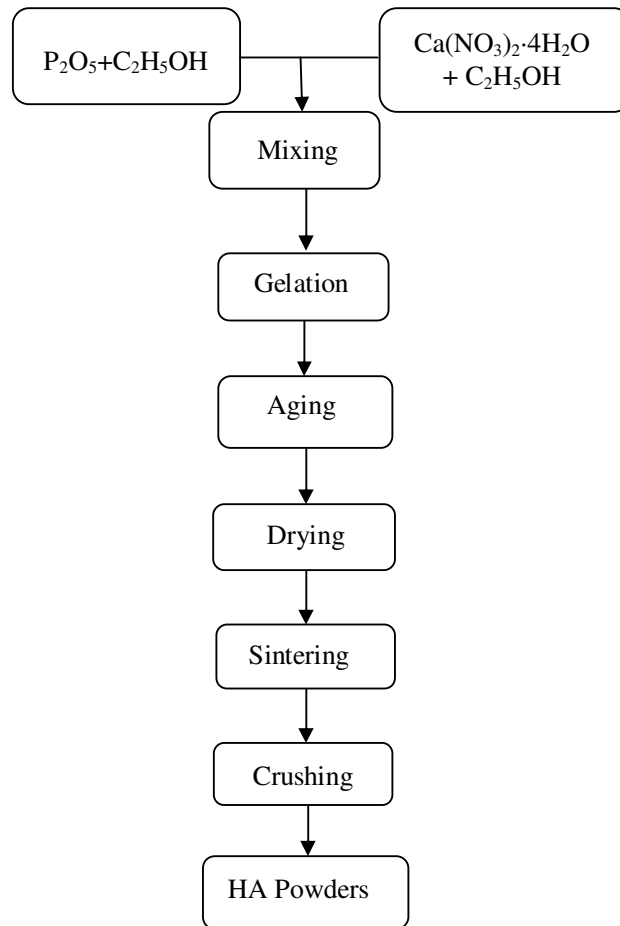 P₂O₅+C₂H₅OH
Ca(NO₃)₂·4H₂O
+ C₂H₅OH
Mixing
Gelation
Aging
Drying
Sintering
Crushing
HA Powders